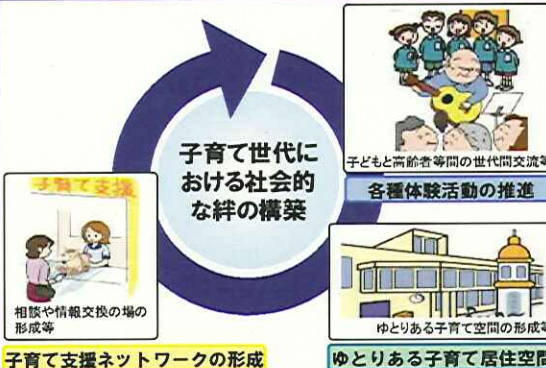 子育て世代に
おける社会的
な絆の構築
子どもと高齢者等間の世代間交流等
各種体験活動の推進
子育て支援
相談や情報交換の場の
形成等
子育て支援ネットワークの形成
ゆとりある子育て空間の形成等
ゆとりある子育て居住空間